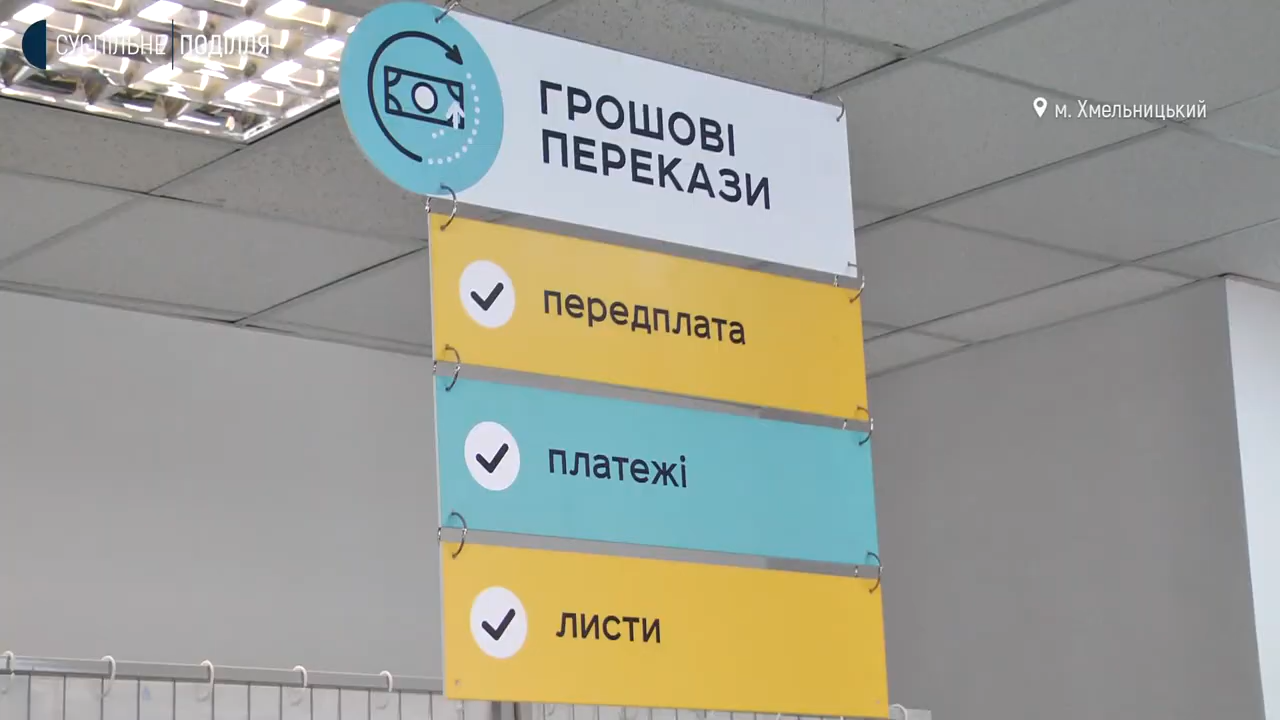 СУСПІЛЬНЕ ПОДІЛЛЯ
м. Хмельницький
ГРОШОВІ
ПЕРЕКАЗИ
передплата
платежі
листи